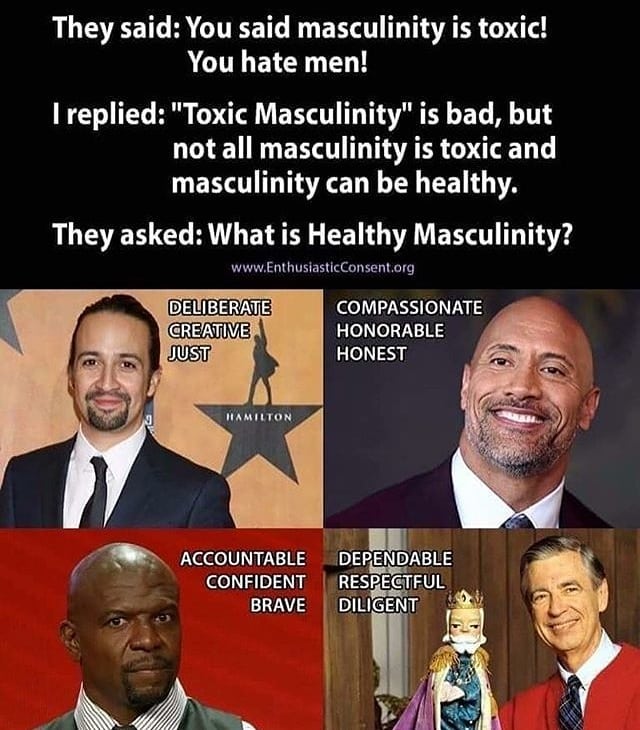 They said: You said masculinity is toxic!
You hate men!
I replied: "Toxic Masculinity" is bad, but
not all masculinity is toxic and
masculinity can be healthy.
They asked: What is Healthy Masculinity?
www.EnthusiasticConsent.org
DELIBERATE
CREATIVE
JUST
HAMILTON
COMPASSIONATE
HONORABLE
HONEST
ACCOUNTABLE
CONFIDENT
BRAVE
DEPENDABLE
RESPECTFUL
DILIGENT